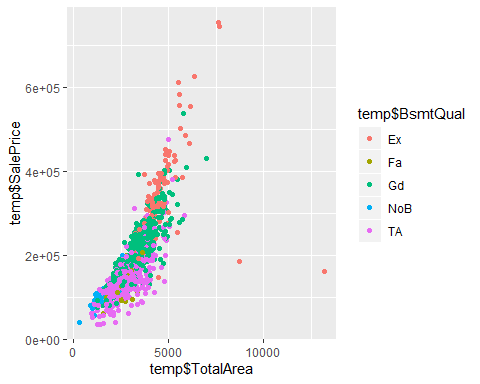 temp$SalePrice
6e+05
4e+05
2e+05
0e+00
0
5000
10000
temp$TotalArea
temp$BsmtQual
Ex
Fa
Gd
NoB
TA